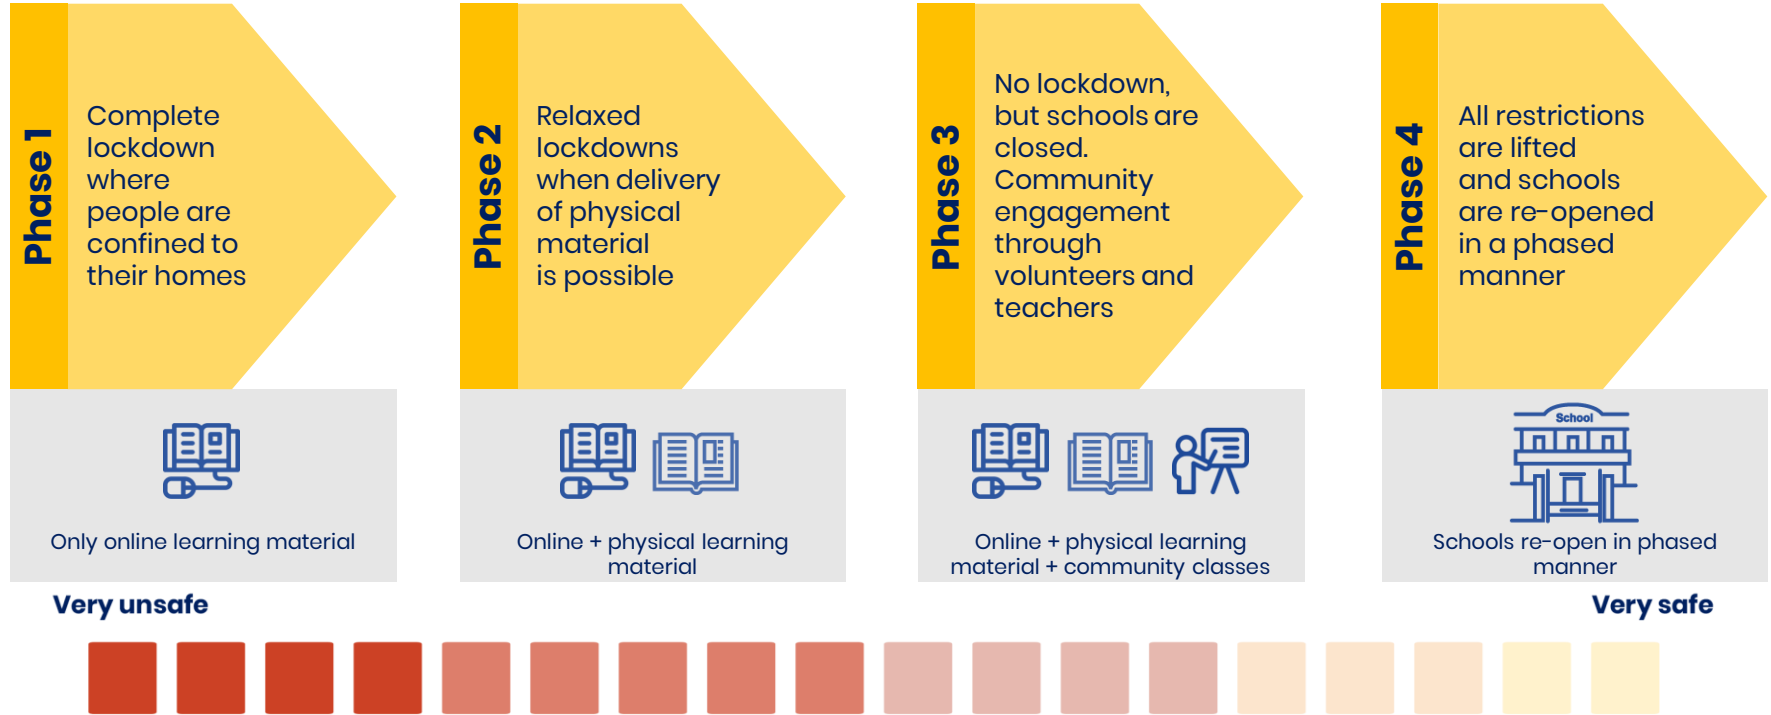 Phase 1
Complete
lockdown
where
people are
confined to
their homes
Only online learning material
Phase 2
Relaxed
lockdowns
when delivery
of physical
material
is possible
Online + physical learning
material
Phase 3
No lockdown,
but schools are
closed.
Community
engagement
through
volunteers and
teachers
Online + physical learning
material + community classes
Phase 4
All restrictions
are lifted
and schools
are re-opened
in a phased
manner
School
Schools re-open in phased
manner
Very unsafe
Very safe